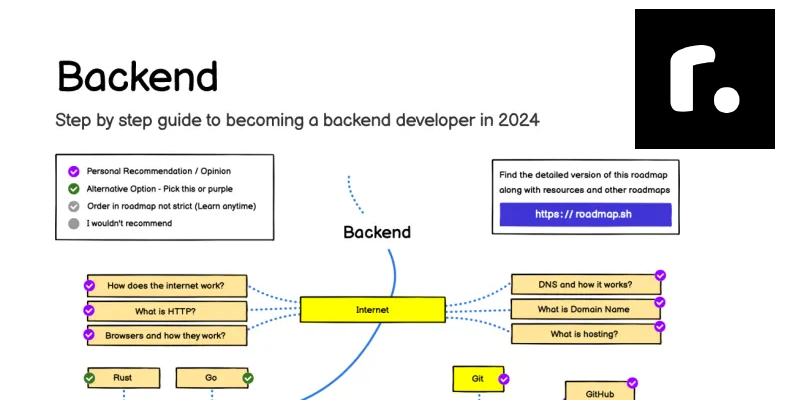 r.
Backend
Step by step guide to becoming a backend developer in 2024
Personal Recommendation / Opinion
Alternative Option - Pick this or purple
Order in roadmap not strict (Learn anytime)
I wouldn't recommend
Find the detailed version of this roadmap
along with resources and other roadmaps
https://roadmap.sh
Backend
How does the internet work?
What is HTTP?
Browsers and how they work?
Internet
DNS and how it works?
What is Domain Name
What is hosting?
Rust
Go
Git
GitHub